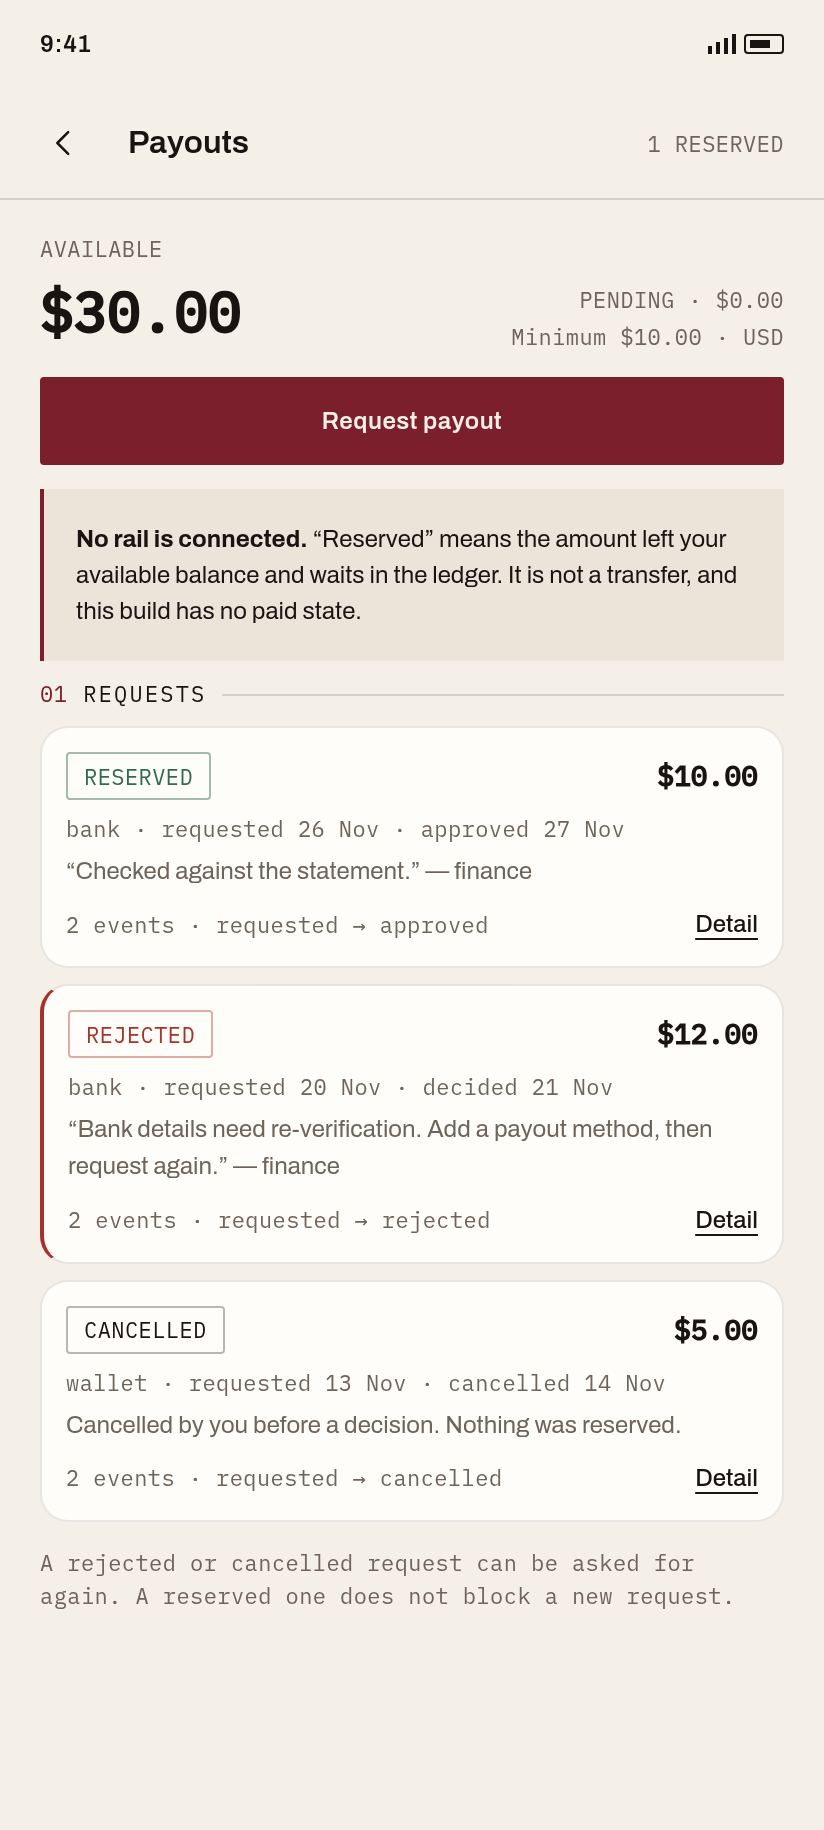 9:41
Payouts
1 RESERVED
AVAILABLE
$30.00
PENDING · $0.00
Minimum $10.00 · USD
Request payout
No rail is connected. “Reserved” means the amount left your
available balance and waits in the ledger. It is not a transfer, and
this build has no paid state.
01 REQUESTS
RESERVED
$10.00
bank · requested 26 Nov · approved 27 Nov
“Checked against the statement.” — finance
2 events · requested → approved
Detail
REJECTED
$12.00
bank · requested 20 Nov · decided 21 Nov
“Bank details need re-verification. Add a payout method, then
request again.” — finance
2 events · requested → rejected
Detail
CANCELLED
$5.00
wallet · requested 13 Nov · cancelled 14 Nov
Cancelled by you before a decision. Nothing was reserved.
2 events · requested → cancelled
Detail
A rejected or cancelled request can be asked for
again. A reserved one does not block a new request.